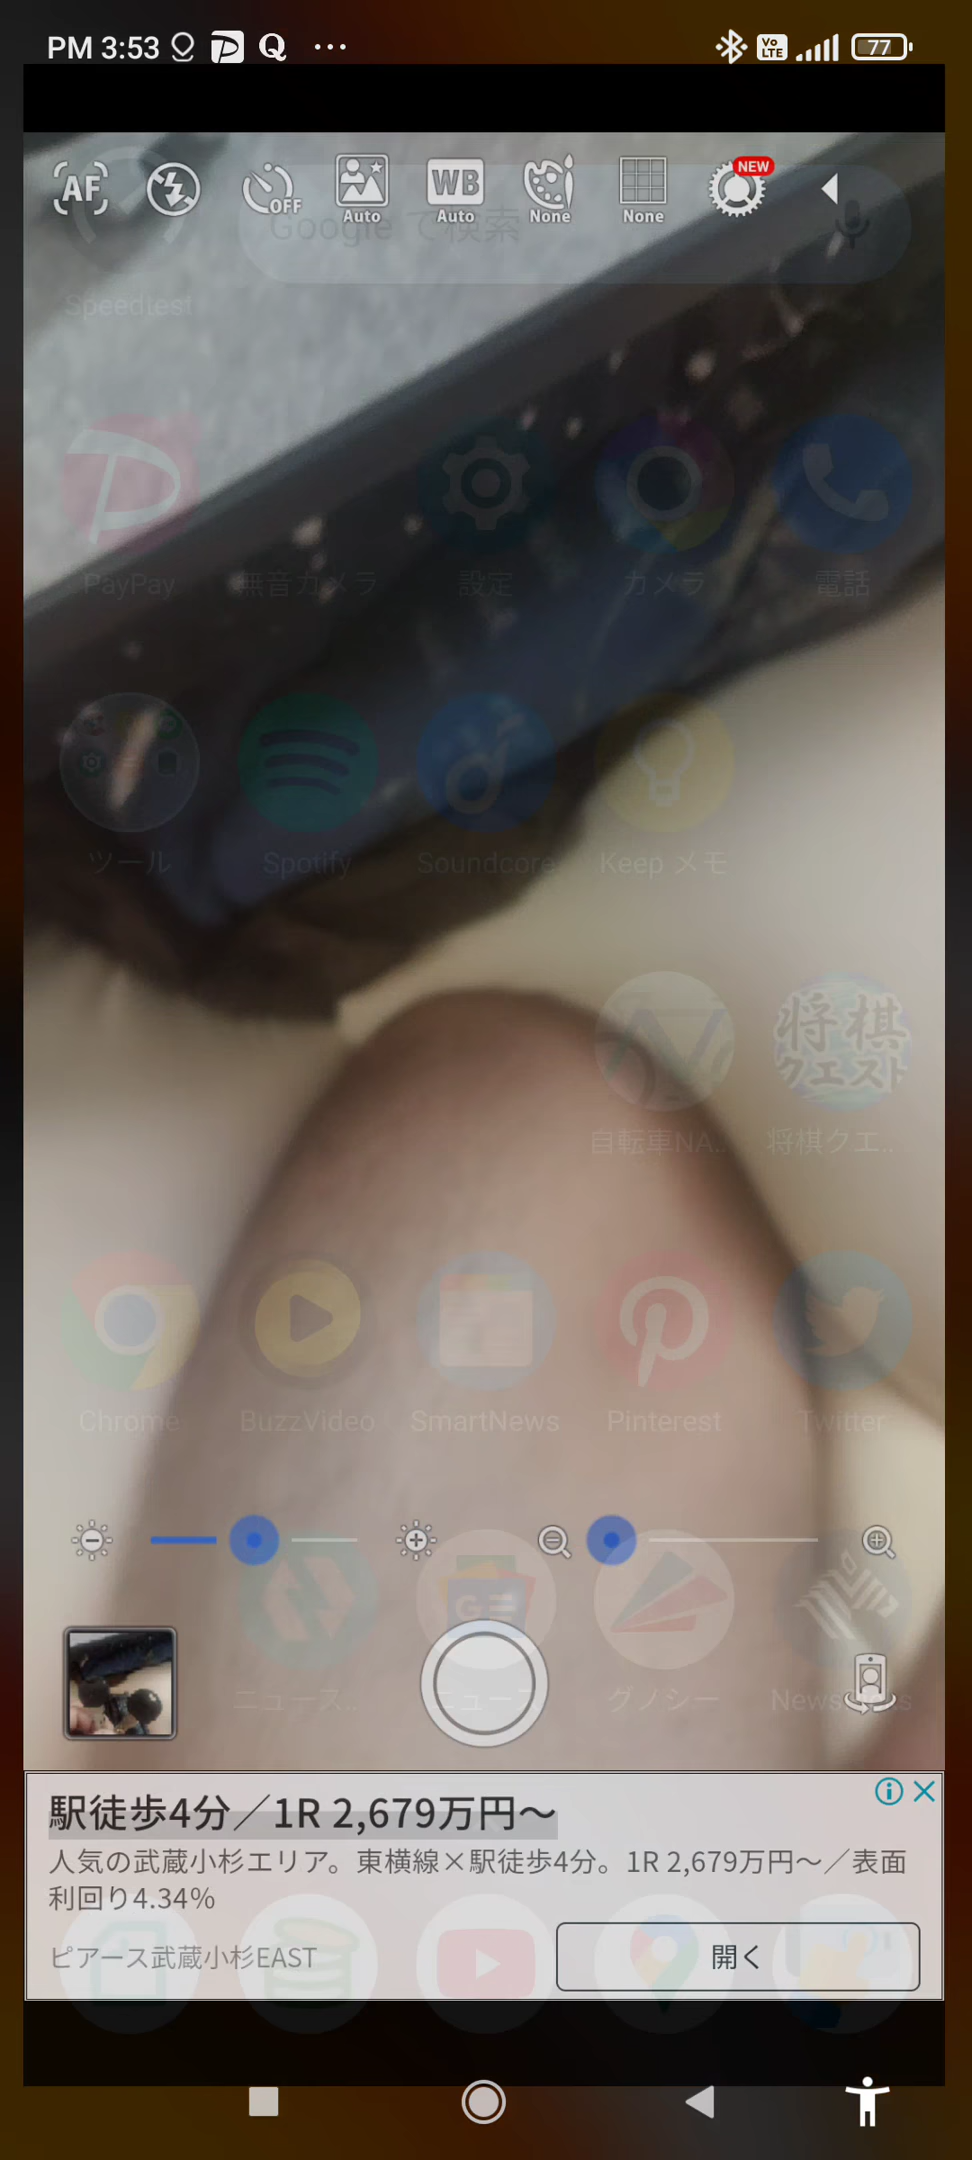 PM 3:53
VoLTE
77
AF
OFF
Auto
WB
Auto
None
None
NEW
Google で検索
Speedtest
PayPay
無音カメラ
設定
カメラ
電話
ツール
Spotify
Soundcore
Keep メモ
将棋
クエスト
自転車NA..
将棋クエ..
Chrome
BuzzVideo
SmartNews
Pinterest
Twitter
GE
ニュース..
グノシー
駅徒歩4分／1R 2,679万円～
人気の武蔵小杉エリア。東横線×駅徒歩4分。1R 2,679万円～／表面
利回り4.34%
ピアース武蔵小杉EAST
開く